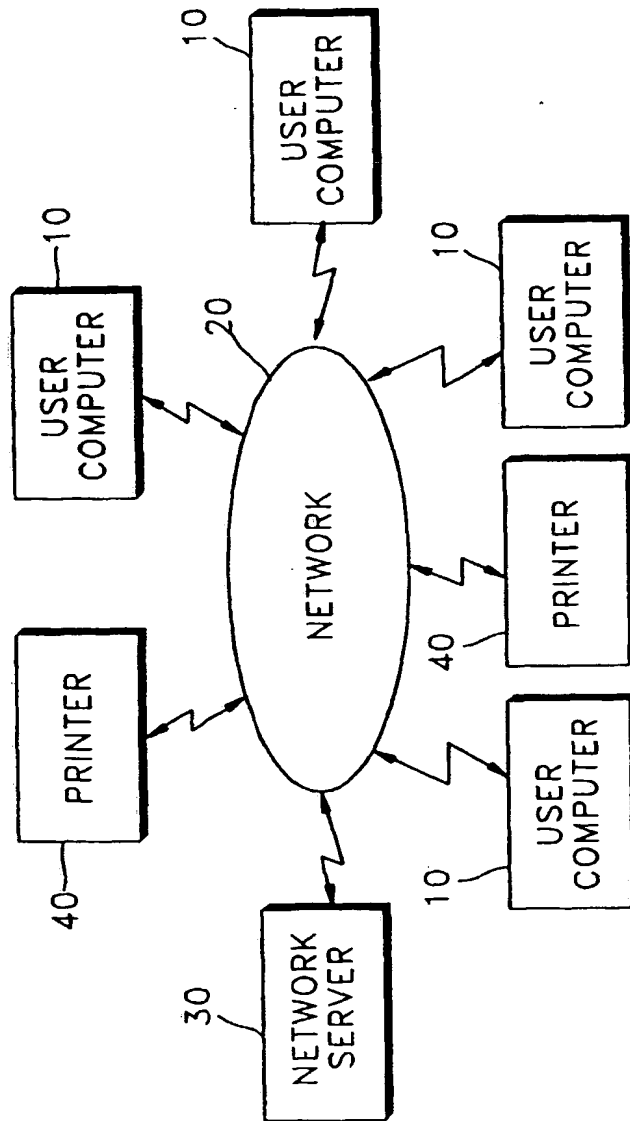 40
PRINTER
10
USER
COMPUTER
30
NETWORK
SERVER
20
NETWORK
10
USER
COMPUTER
10
USER
COMPUTER
40
PRINTER
10
USER
COMPUTER